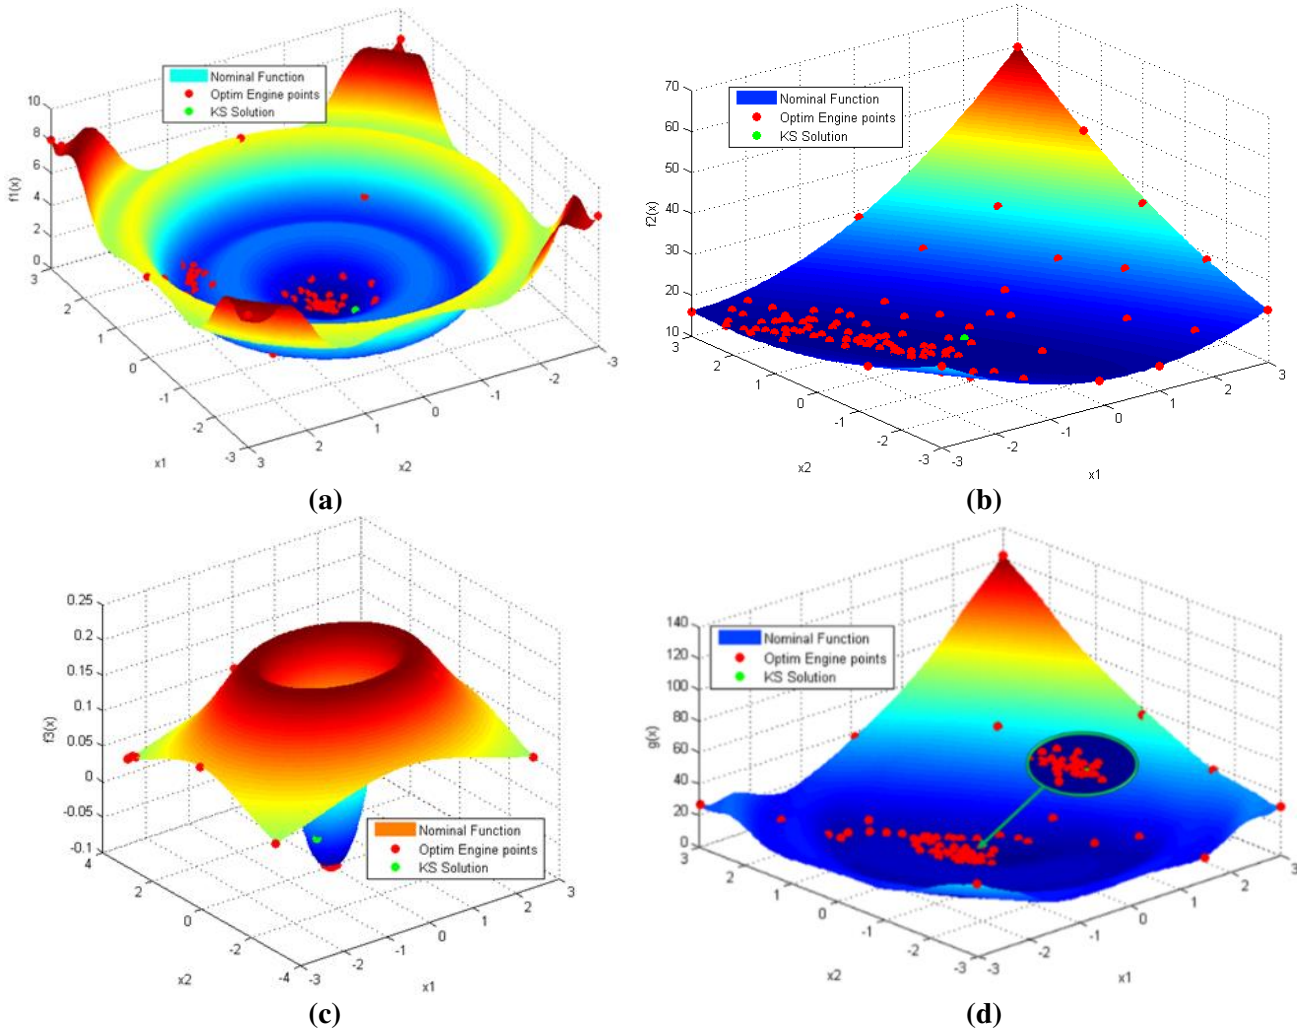 Nominal Function
Optim Engine points
KS Solution
10
8
6
4
2
0
f1(x)
3
2
1
0
-1
-2
-3
x1
3
2
1
0
-1
-2
-3
x2
(a)
Nominal Function
Optim Engine points
KS Solution
70
60
50
40
30
20
10
f2(x)
3
2
1
0
-1
-2
-3
x2
-3
-2
-1
0
1
2
3
x1
(b)
0.25
0.2
0.15
0.1
0.05
0
-0.05
-0.1
f3(x)
4
2
0
-2
-4
x2
-3
-2
-1
0
1
2
3
x1
Nominal Function
Optim Engine points
KS Solution
(c)
Nominal Function
Optim Engine points
KS Solution
140
120
100
80
60
40
20
0
g(x)
3
2
1
0
-1
-2
-3
x2
-3
-2
-1
0
1
2
3
x1
(d)